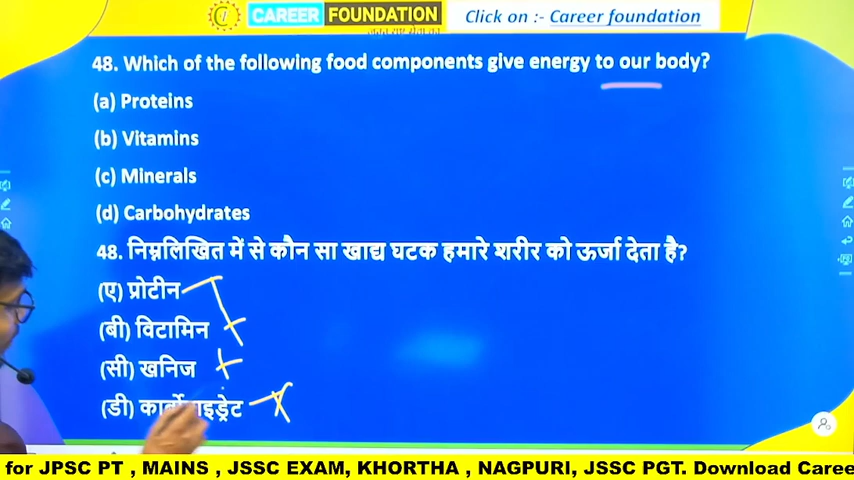 CAREER FOUNDATION
Click on :- Career foundation
48. Which of the following food components give energy to our body?
(a) Proteins
(b) Vitamins
(c) Minerals
(d) Carbohydrates
48. निम्नलिखित में से कौन सा खाद्य घटक हमारे शरीर को ऊर्जा देता है?
(ए) प्रोटीन
(बी) विटामिन
(सी) खनिज
(डी)
for JPSC PT , MAINS , JSSC EXAM, KHORTHA , NAGPURI, JSSC PGT. Download Caree